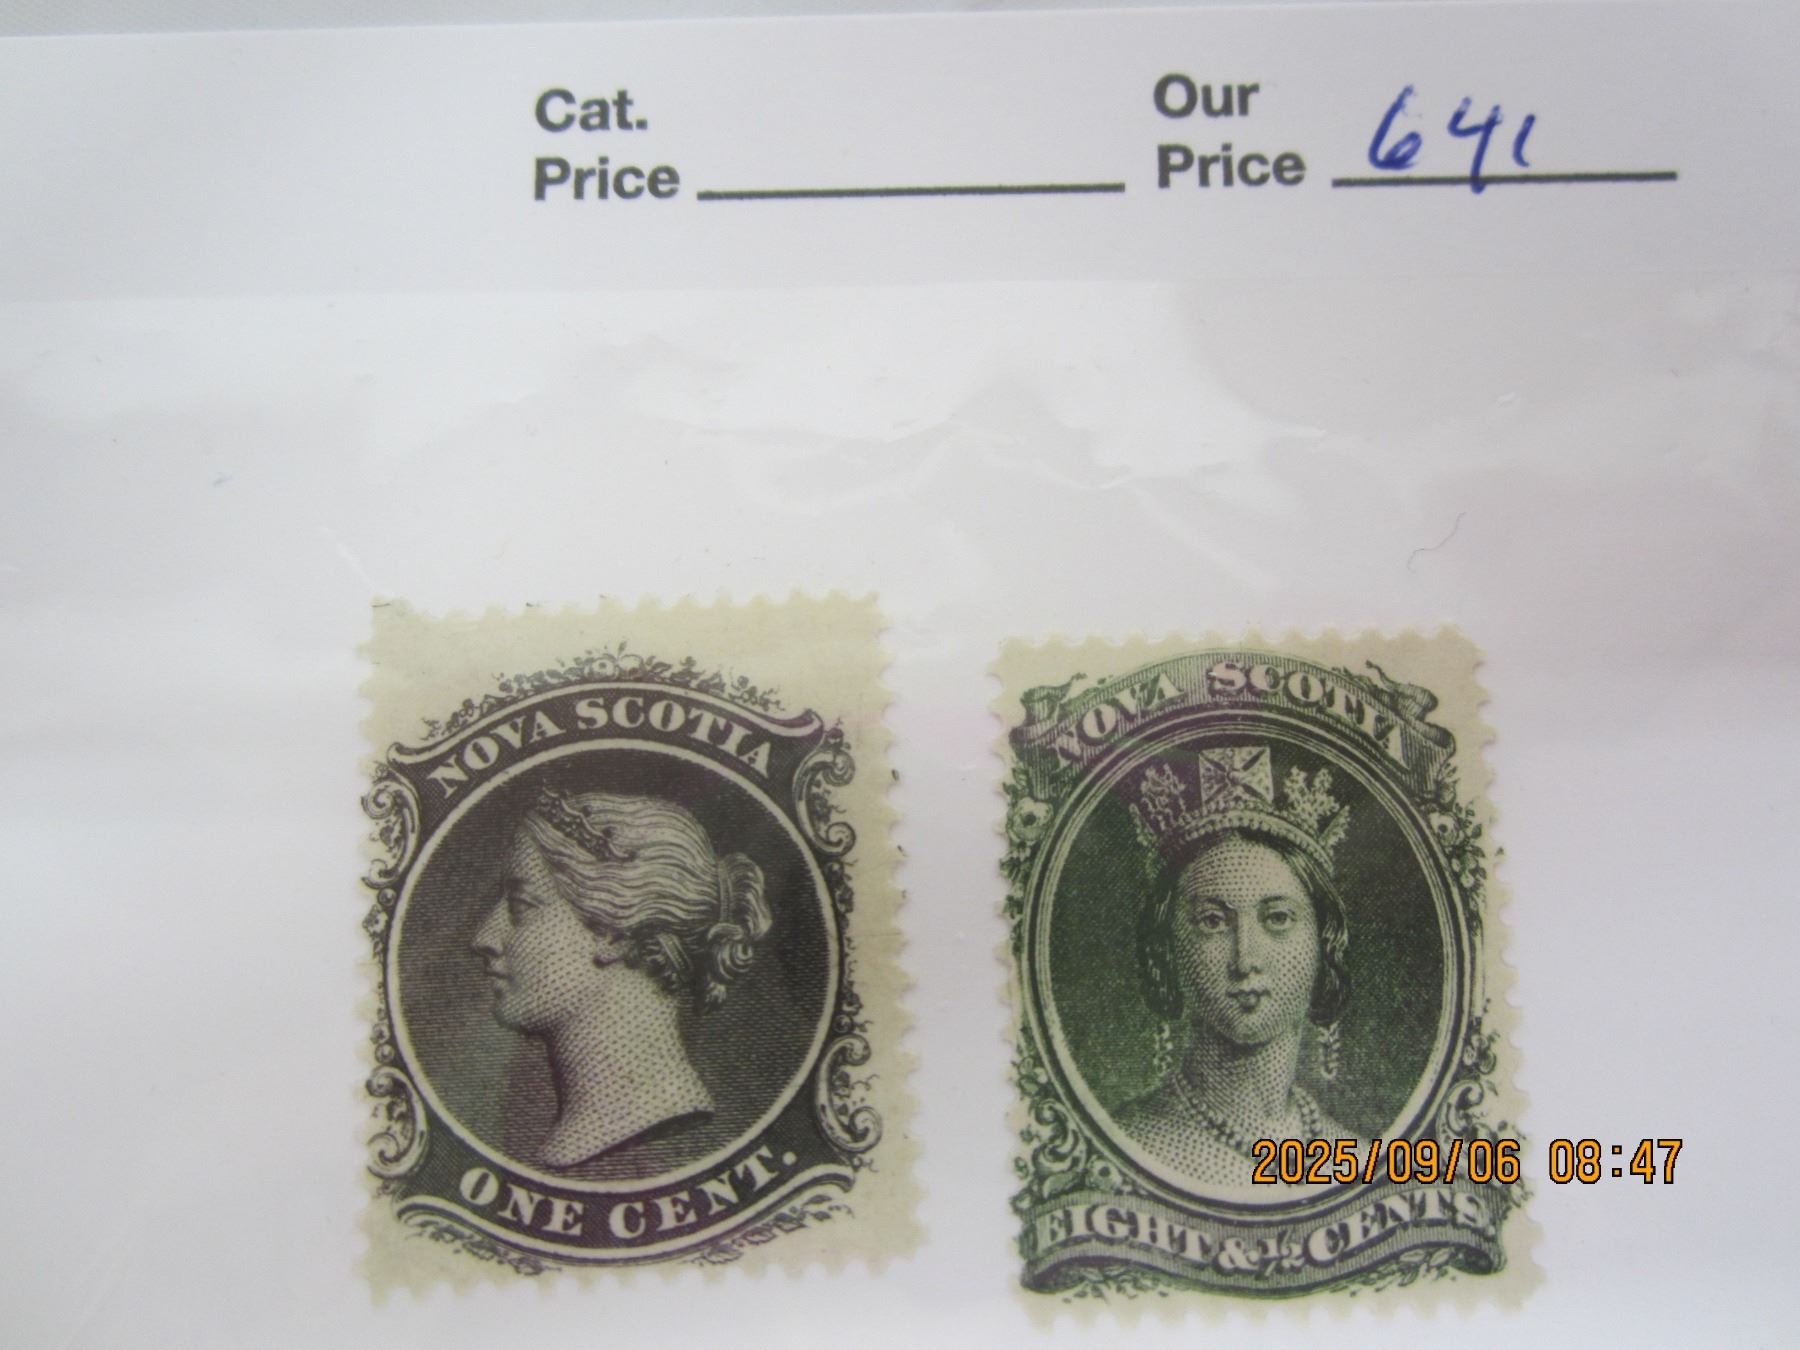 Cat.
Price
Our
Price 641
NOVA SCOTIA
ONE CENT.
NOVA SCOTIA
EIGHT & ½ CENTS.
2025/09/06 08:47